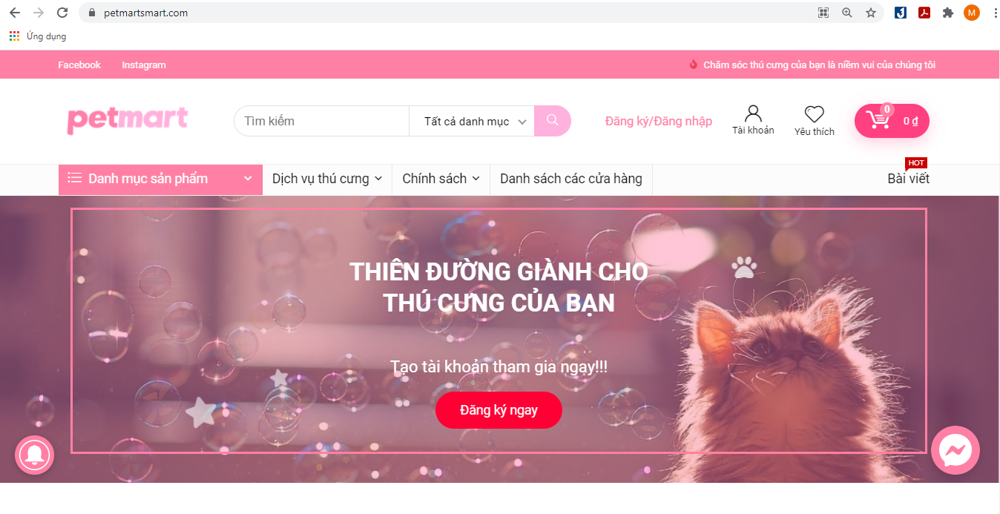 petmartsmart.com
M
Ứng dụng
Facebook Instagram
Chăm sóc thú cưng của bạn là niềm vui của chúng tôi
petmart
Tìm kiếm
Tất cả danh mục
Đăng ký/Đăng nhập
Tài khoản
Yêu thích
0
0 ₫
HOT
Danh mục sản phẩm
Dịch vụ thú cưng
Chính sách
Danh sách các cửa hàng
Bài viết
THIÊN ĐƯỜNG GIÀNH CHO
THÚ CƯNG CỦA BẠN
Tạo tài khoản tham gia ngay!!!
Đăng ký ngay